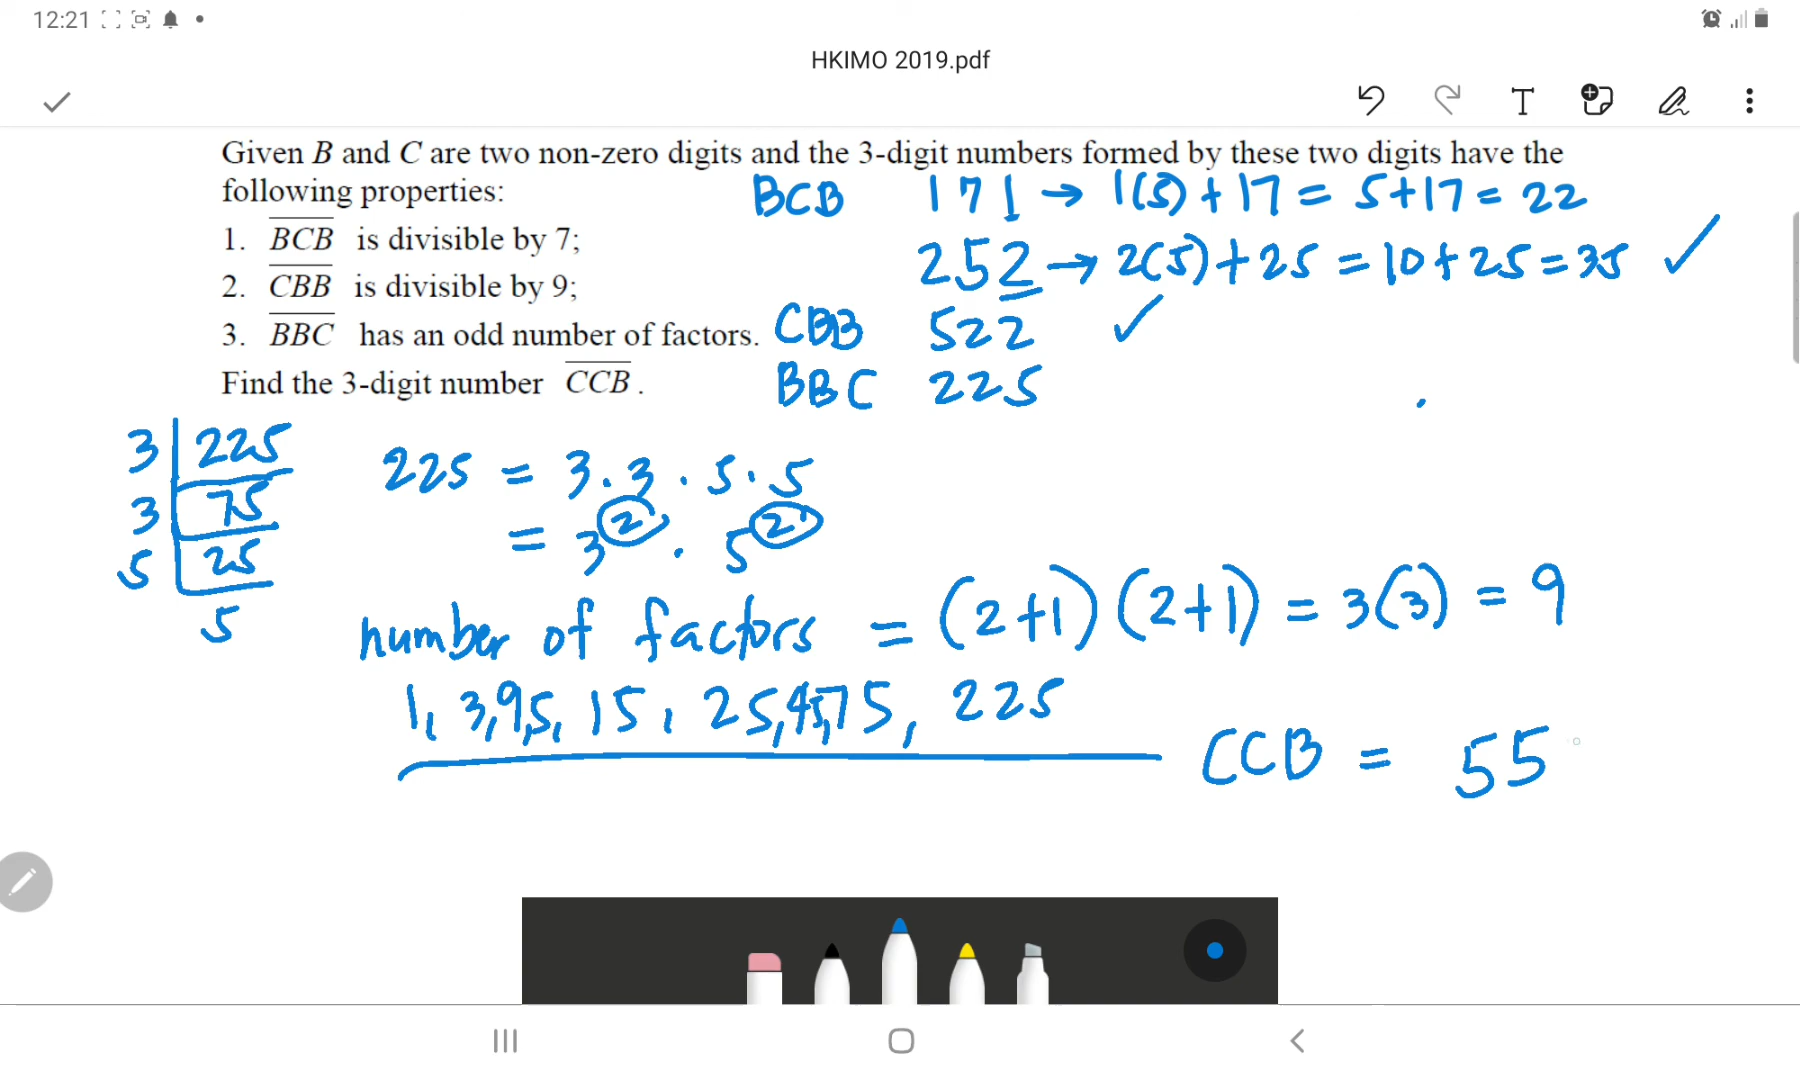 12:21
HKIMO 2019.pdf
T
Given B and C are two non-zero digits and the 3-digit numbers formed by these two digits have the
following properties:
BCB 171 → 1(5) + 17 = 5+17 = 22
1. BCB is divisible by 7;
252 → 2(5) + 25 = 10 + 25 = 35 ✓
2. CBB is divisible by 9;
CBB 522 ✓
3. BBC has an odd number of factors.
BBC 225
Find the 3-digit number CCB.
3 225
3 75
5 25
5
225 = 3 . 3 . 5 . 5
= 3² . 5²
number of factors = (2+1) (2+1) = 3(3) = 9
1, 3, 9, 5, 15, 25, 45, 75, 225
CCB = 55